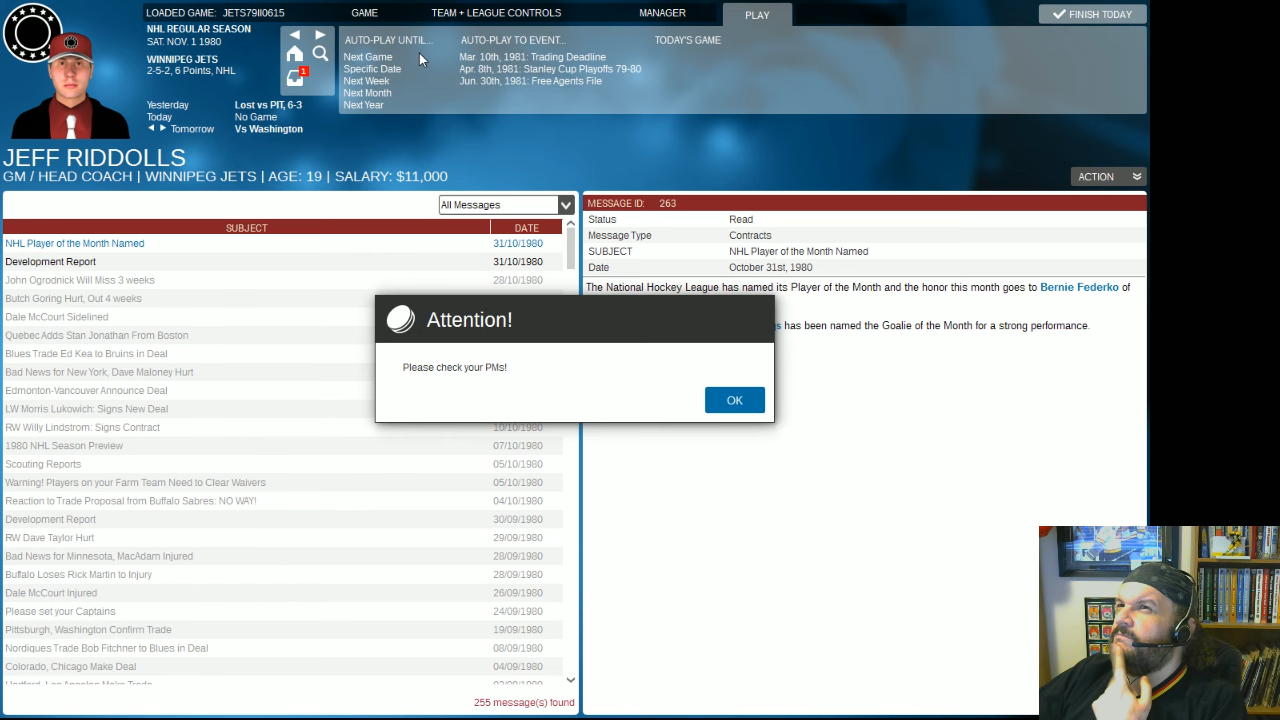 LOADED GAME: JETS79II0615
GAME
TEAM + LEAGUE CONTROLS
MANAGER
PLAY
FINISH TODAY
NHL REGULAR SEASON
SAT. NOV. 1 1980
WINNIPEG JETS
2-5-2, 6 Points, NHL
1
AUTO-PLAY UNTIL...
AUTO-PLAY TO EVENT...
TODAY'S GAME
Next Game
Mar. 10th, 1981: Trading Deadline
Specific Date
Apr. 8th, 1981: Stanley Cup Playoffs 79-80
Next Week
Jun. 30th, 1981: Free Agents File
Next Month
Next Year
Yesterday
Lost vs PIT, 6-3
Today
No Game
Tomorrow
Vs Washington
JEFF RIDDOLLS
GM / HEAD COACH | WINNIPEG JETS | AGE: 19 | SALARY: $11,000
ACTION
All Messages
SUBJECT
DATE
NHL Player of the Month Named
31/10/1980
Development Report
31/10/1980
John Ogrodnick Will Miss 3 weeks
28/10/1980
Butch Goring Hurt, Out 4 weeks
Dale McCourt Sidelined
Quebec Adds Stan Jonathan From Boston
Blues Trade Ed Kea to Bruins in Deal
Bad News for New York, Dave Maloney Hurt
Edmonton-Vancouver Announce Deal
LW Morris Lukowich: Signs New Deal
RW Willy Lindstrom: Signs Contract
10/10/1980
1980 NHL Season Preview
07/10/1980
Scouting Reports
05/10/1980
Warning! Players on your Farm Team Need to Clear Waivers
05/10/1980
Reaction to Trade Proposal from Buffalo Sabres: NO WAY!
04/10/1980
Development Report
30/09/1980
RW Dave Taylor Hurt
29/09/1980
Bad News for Minnesota, MacAdam Injured
28/09/1980
Buffalo Loses Rick Martin to Injury
28/09/1980
Dale McCourt Injured
26/09/1980
Please set your Captains
24/09/1980
Pittsburgh, Washington Confirm Trade
19/09/1980
Nordiques Trade Bob Fitchner to Blues in Deal
08/09/1980
Colorado, Chicago Make Deal
04/09/1980
255 message(s) found
MESSAGE ID: 263
Status
Read
Message Type
Contracts
SUBJECT
NHL Player of the Month Named
Date
October 31st, 1980
The National Hockey League has named its Player of the Month and the honor this month goes to Bernie Federko of
has been named the Goalie of the Month for a strong performance.
Attention!
Please check your PMs!
OK